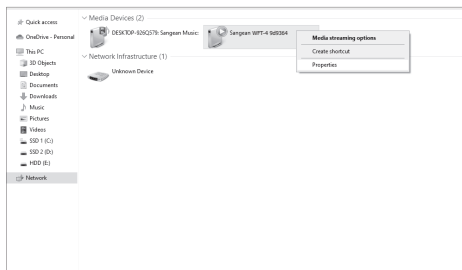 Quick access
OneDrive - Personal
This PC
3D Objects
Desktop
Documents
Downloads
Music
Pictures
Videos
SSD 1 (C:)
SSD 2 (D:)
HDD (E:)
Network
Media Devices (2)
DESKTOP-926Q579: Sangean Music:
Sangean WFT-4 9d9364
Media streaming options
Create shortcut
Properties
Network Infrastructure (1)
Unknown Device